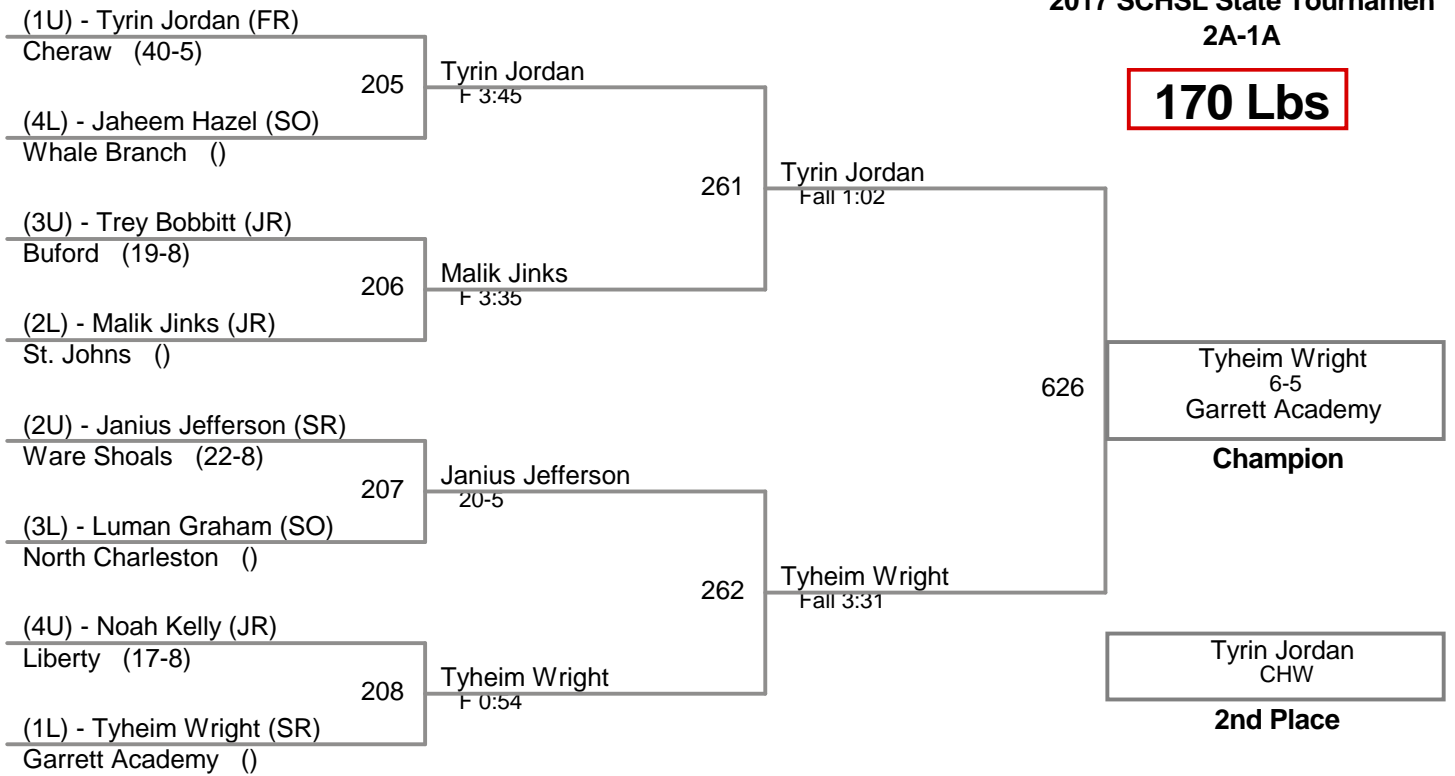 2017 SCHSL State Tournamen
2A-1A
170 Lbs
(1U) - Tyrin Jordan (FR)
Cheraw (40-5)
205
Tyrin Jordan
F 3:45
(4L) - Jaheem Hazel (SO)
Whale Branch ()
261
Tyrin Jordan
Fall 1:02
(3U) - Trey Bobbitt (JR)
Buford (19-8)
206
Malik Jinks
F 3:35
(2L) - Malik Jinks (JR)
St. Johns ()
626
Tyheim Wright
6-5
Garrett Academy
Champion
(2U) - Janius Jefferson (SR)
Ware Shoals (22-8)
207
Janius Jefferson
20-5
(3L) - Luman Graham (SO)
North Charleston ()
262
Tyheim Wright
Fall 3:31
(4U) - Noah Kelly (JR)
Liberty (17-8)
208
Tyheim Wright
F 0:54
(1L) - Tyheim Wright (SR)
Garrett Academy ()
Tyrin Jordan
CHW
2nd Place